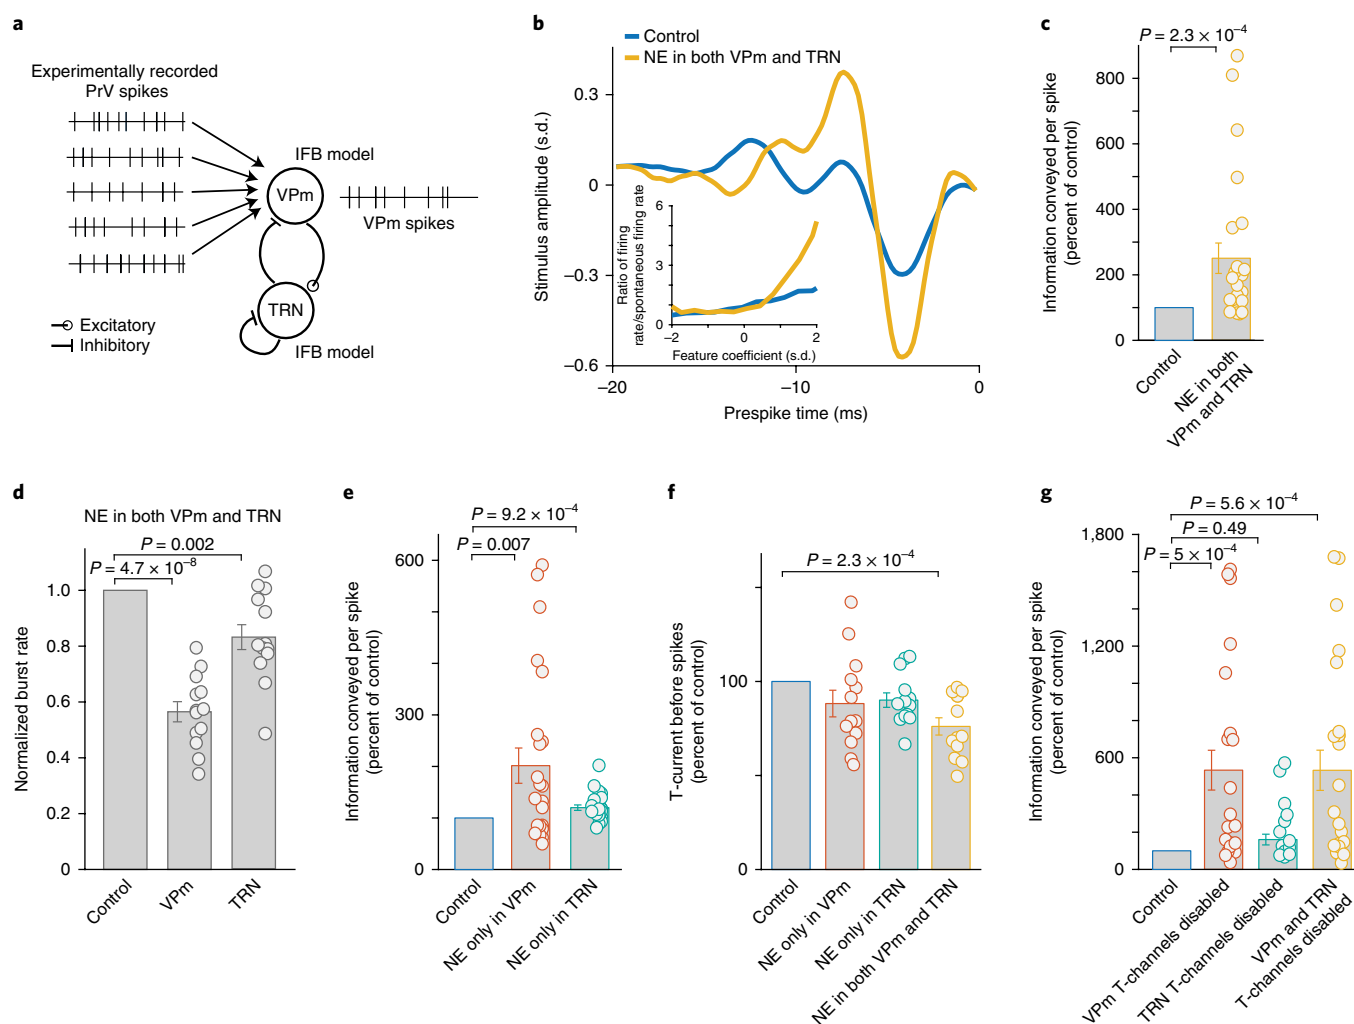 a
Experimentally recorded
PrV spikes
IFB model
VPm
VPm spikes
TRN
IFB model
Excitatory
Inhibitory
b
Control
NE in both VPm and TRN
Stimulus amplitude (s.d.)
0.3
0
−0.3
−0.6
−20
−10
0
Prespike time (ms)
Ratio of firing
rate/spontaneous firing rate
6
3
0
−2
0
2
Feature coefficient (s.d.)
c
P = 2.3 × 10−4
Information conveyed per spike
(percent of control)
800
600
400
200
0
Control
NE in both
VPm and TRN
d
NE in both VPm and TRN
P = 0.002
P = 4.7 × 10−8
Normalized burst rate
1.0
0.8
0.6
0.4
0.2
0
Control
VPm
TRN
e
P = 9.2 × 10−4
P = 0.007
Information conveyed per spike
(percent of control)
600
300
0
Control
NE only in VPm
NE only in TRN
f
P = 2.3 × 10−4
T-current before spikes
(percent of control)
100
0
Control
NE only in VPm
NE only in TRN
NE in both VPm and TRN
g
P = 5.6 × 10−4
P = 0.49
P = 5 × 10−4
Information conveyed per spike
(percent of control)
1,800
1,200
600
0
Control
VPm T-channels disabled
TRN T-channels disabled
VPm and TRN
T-channels disabled